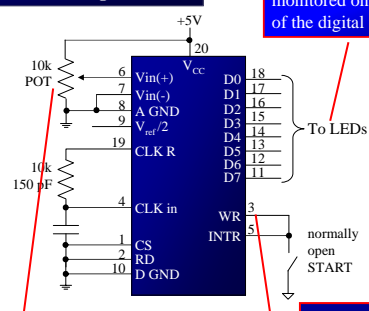 monitored on
of the digital
+5V
20
10k
POT
6 Vin(+)
7 Vin(-)
8 A GND
9 Vref/2
19 CLK R
VCC
D0 18
D1 17
D2 16
D3 15
D4 14
D5 13
D6 12
D7 11
To LEDs
10k
150 pF
4 CLK in
1 CS
2 RD
10 D GND
WR 3
INTR 5
normally
open
START